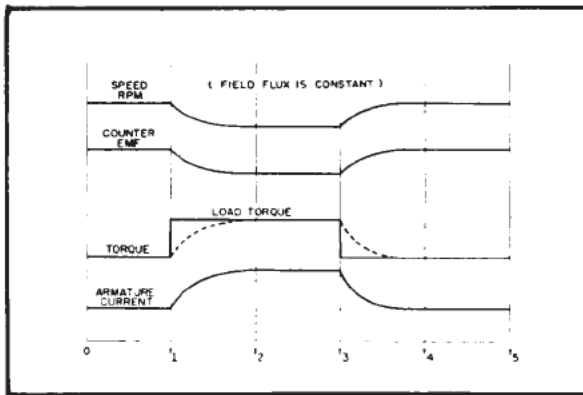 SPEED
RPM
( FIELD FLUX IS CONSTANT )
COUNTER
EMF
LOAD TORQUE
TORQUE
ARMATURE
CURRENT
0 t1 t2 t3 t4 t5